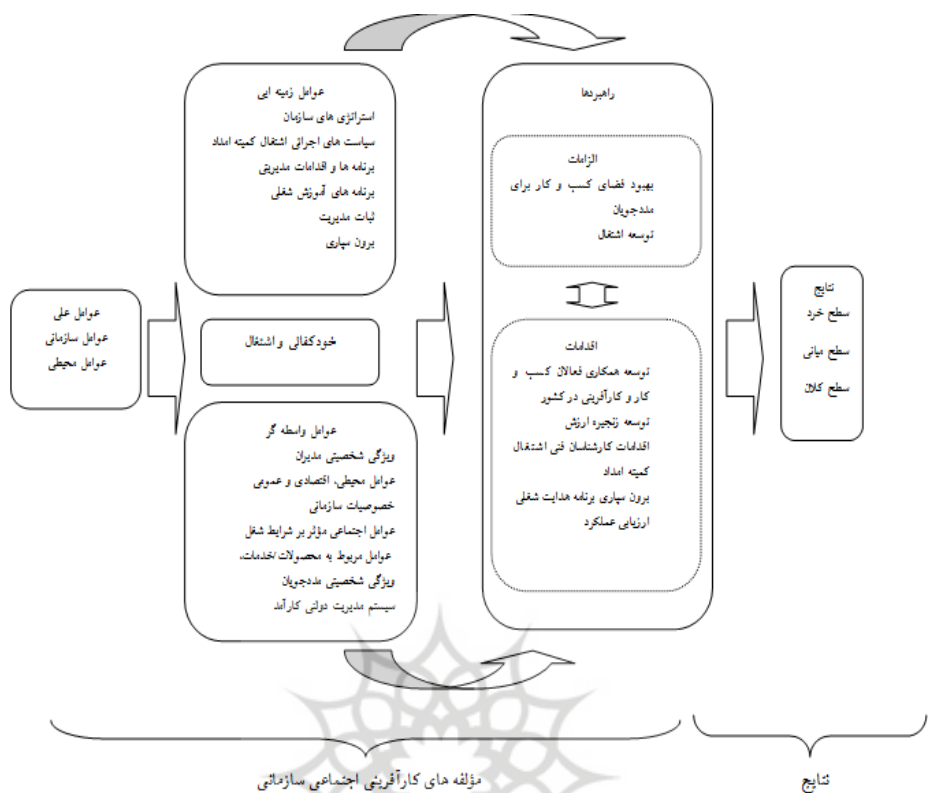 عوامل علی
عوامل سازمانی
عوامل محیطی
عوامل زمینه ایی
استراتژی های سازمان
سیاست های اجرائی اشتغال کمیته امداد
برنامه ها و اقدامات مدیریتی
برنامه های آموزش شغلی
ثبات مدیریت
برون سپاری
خودکفائی و اشتغال
عوامل واسطه گر
ویژگی شخصیتی مدیران
عوامل محیطی، اقتصادی و عمومی
خصوصیات سازمانی
عوامل اجتماعی مؤثر بر شرایط شغل
عوامل مربوط به محصولات/خدمات،
ویژگی شخصیتی مددجویان
سیستم مدیریت دولتی کارآمد
راهبردها
الزامات
بهبود فضای کسب و کار برای
مددجویان
توسعه اشتغال
اقدامات
توسعه همکاری فعالان کسب و
کار و کارآفرینی در کشور
توسعه زنجیره ارزش
اقدامات کارشناسان فنی اشتغال
کمیته امداد
برون سپاری برنامه هدایت شغلی
ارزیابی عملکرد
نتایج
سطح خرد
سطح میانی
سطح کلان
مؤلفه های کارآفرینی اجتماعی سازمانی
نتایج